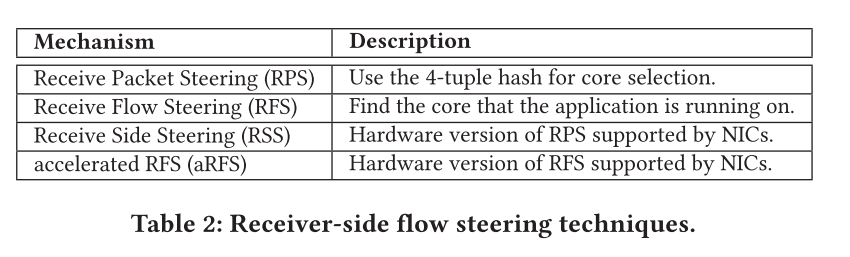 Mechanism Description
Receive Packet Steering (RPS) Use the 4-tuple hash for core selection.
Receive Flow Steering (RFS) Find the core that the application is running on.
Receive Side Steering (RSS) Hardware version of RPS supported by NICs.
accelerated RFS (aRFS) Hardware version of RFS supported by NICs.
Table 2: Receiver-side flow steering techniques.